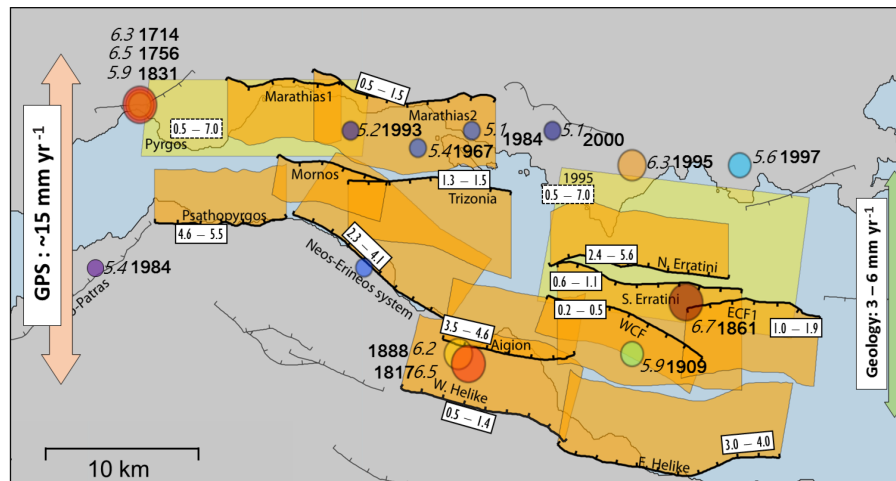 6.3 1714
6.5 1756
5.9 1831
GPS : ~15 mm yr-1
0.5 – 1.5
Marathias1
Marathias2
0.5 – 7.0
Pyrgos
5.2 1993
5.4 1967
5.1 1984
5.1 2000
6.3 1995
5.6 1997
Mornos
1.3 – 1.5
Trizonia
1995
0.5 – 7.0
Psathopyrgos
4.6 – 5.5
2.3 – 4.1
Neos-Erineos system
5.4 1984
o-Patras
2.4 – 5.6
N. Erratini
0.6 – 1.1
S. Erratini
0.2 – 0.5
WCF
ECF1
6.7 1861
1.0 – 1.9
Geology: 3 – 6 mm yr-1
3.5 – 4.6
Aigion
1888 6.2
1817 6.5
5.9 1909
W. Helike
0.5 – 1.4
3.0 – 4.0
E. Helike
10 km